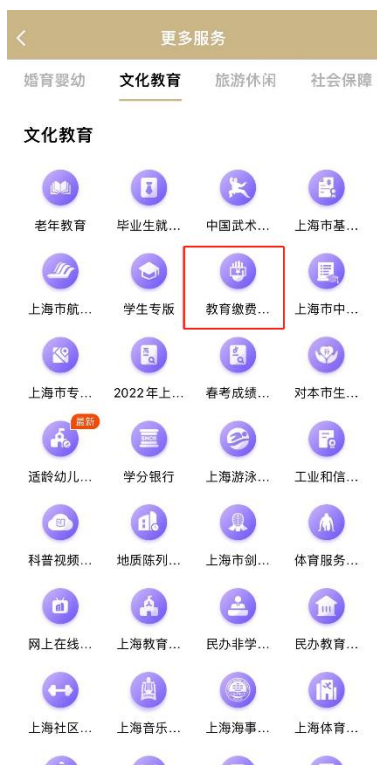 更多服务
婚育婴幼 文化教育 旅游休闲 社会保障
文化教育
老年教育 毕业生就... 中国武术... 上海市基...
上海市航... 学生专版 教育缴费... 上海市中...
上海市专... 2022年上... 春考成绩... 对本市生...
最新
适龄幼儿... 学分银行 上海游泳... 工业和信...
科普视频... 地质陈列... 上海市剑... 体育服务...
网上在线... 上海教育... 民办非学... 民办教育...
上海社区... 上海音乐... 上海海事... 上海体育...